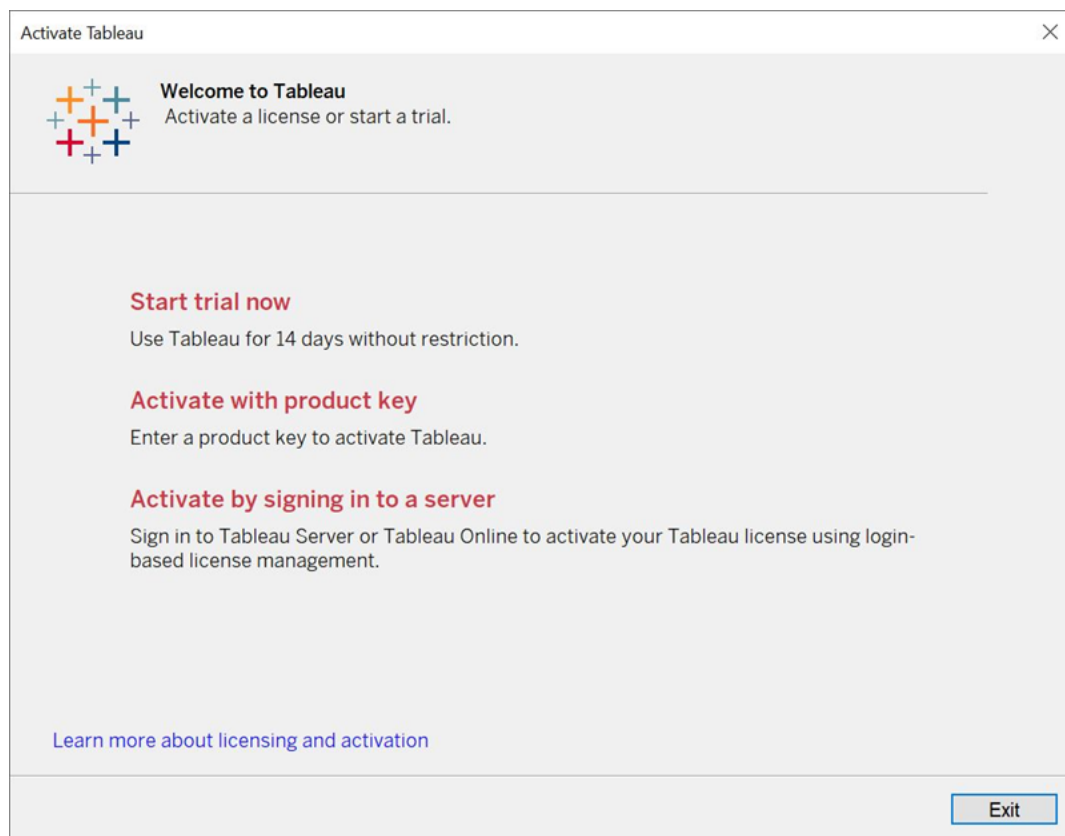 Activate Tableau
Welcome to Tableau
Activate a license or start a trial.
Start trial now
Use Tableau for 14 days without restriction.
Activate with product key
Enter a product key to activate Tableau.
Activate by signing in to a server
Sign in to Tableau Server or Tableau Online to activate your Tableau license using login-
based license management.
Learn more about licensing and activation
Exit